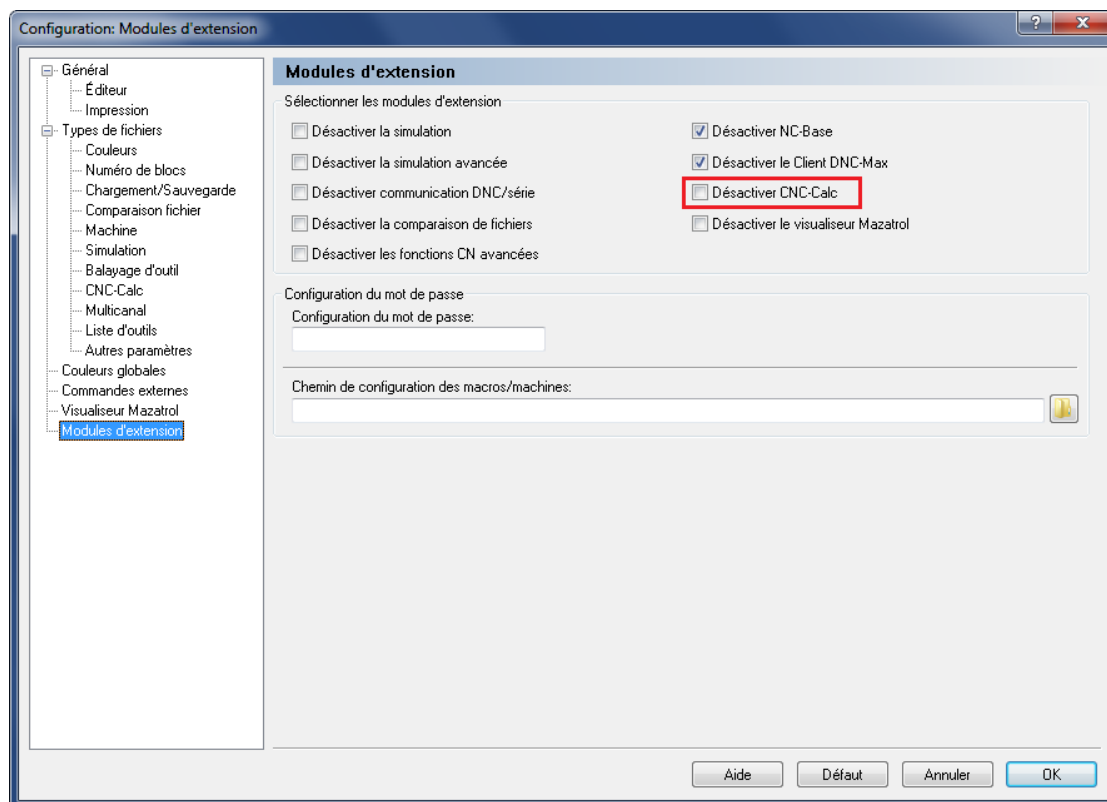 Configuration: Modules d'extension
Général
Éditeur
Impression
Types de fichiers
Couleurs
Numéro de blocs
Chargement/Sauvegarde
Comparaison fichier
Machine
Simulation
Balayage d'outil
CNC-Calc
Multicanal
Liste d'outils
Autres paramètres
Couleurs globales
Commandes externes
Visualiseur Mazatrol
Modules d'extension
Modules d'extension
Sélectionner les modules d'extension
Désactiver la simulation
Désactiver NC-Base
Désactiver la simulation avancée
Désactiver le Client DNC-Max
Désactiver communication DNC/série
Désactiver CNC-Calc
Désactiver la comparaison de fichiers
Désactiver le visualiseur Mazatrol
Désactiver les fonctions CN avancées
Configuration du mot de passe
Configuration du mot de passe:
Chemin de configuration des macros/machines:
Aide
Défaut
Annuler
OK